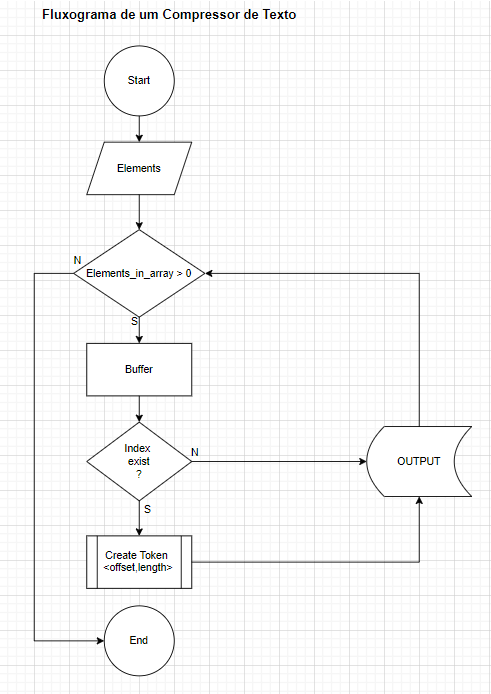 Fluxograma de um Compressor de Texto
Start
Elements
N
Elements_in_array > 0
S
Buffer
Index
exist
?
N
OUTPUT
S
Create Token
<offset,length>
End